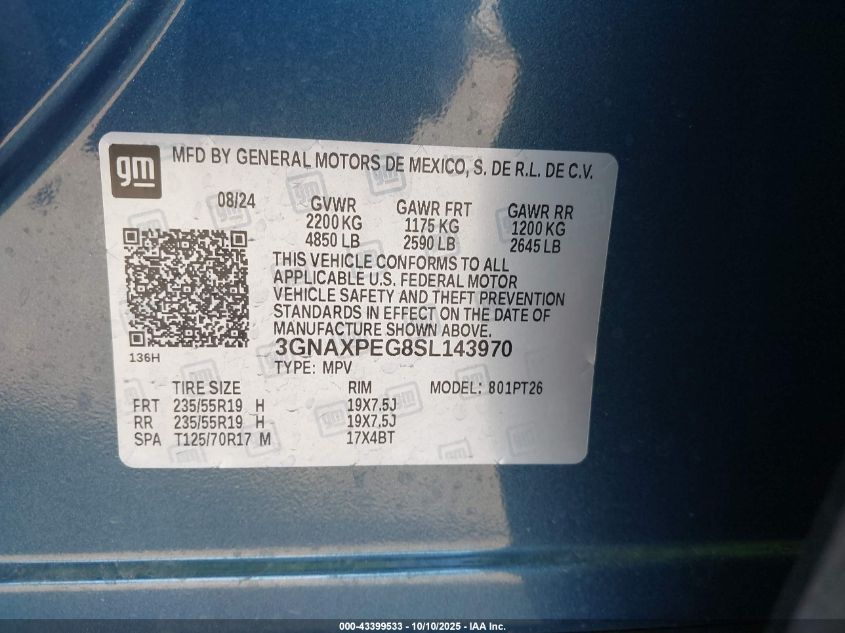 gm
MFD BY GENERAL MOTORS DE MEXICO, S. DE R.L. DE C.V.
08/24 GVWR GAWR FRT GAWR RR
2200 KG 1175 KG 1200 KG
4850 LB 2590 LB 2645 LB
THIS VEHICLE CONFORMS TO ALL
APPLICABLE U.S. FEDERAL MOTOR
VEHICLE SAFETY AND THEFT PREVENTION
STANDARDS IN EFFECT ON THE DATE OF
MANUFACTURE SHOWN ABOVE.
136H
3GNAXPEG8SL143970
TYPE: MPV
TIRE SIZE RIM MODEL: 801PT26
FRT 235/55R19 H 19X7.5J
RR 235/55R19 H 19X7.5J
SPA T125/70R17 M 17X4BT
000-43399533 - 10/10/2025 - IAA Inc.